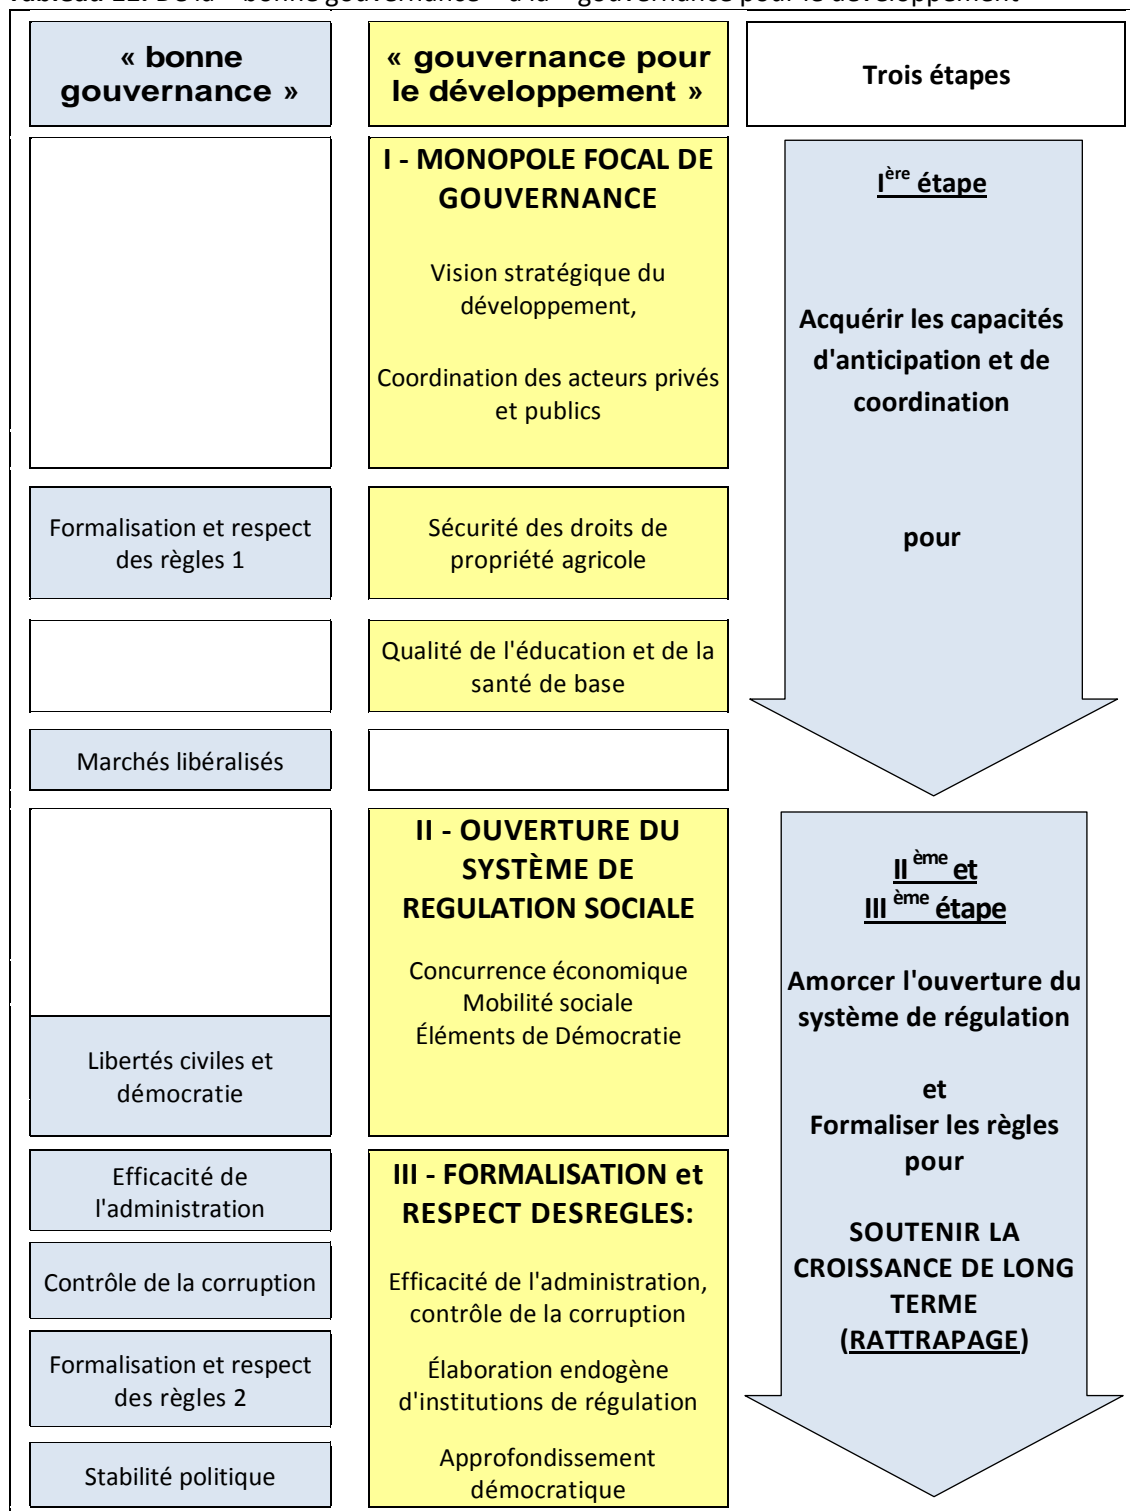 « bonne
gouvernance »
« gouvernance pour
le développement »
Trois étapes
I - MONOPOLE FOCAL DE
GOUVERNANCE
Vision stratégique du
développement,
Coordination des acteurs privés
et publics
Ière étape
Acquérir les capacités
d'anticipation et de
coordination
pour
Formalisation et respect
des règles 1
Sécurité des droits de
propriété agricole
Qualité de l'éducation et de la
santé de base
Marchés libéralisés
II - OUVERTURE DU
SYSTÈME DE
REGULATION SOCIALE
Concurrence économique
Mobilité sociale
Éléments de Démocratie
Libertés civiles et
démocratie
II ème et
III ème étape
Amorcer l'ouverture du
système de régulation
et
Formaliser les règles
pour
SOUTENIR LA
CROISSANCE DE LONG
TERME
(RATTRAPAGE)
Efficacité de
l'administration
Contrôle de la corruption
Formalisation et respect
des règles 2
Stabilité politique
III - FORMALISATION et
RESPECT DESREGLES:
Efficacité de l'administration,
contrôle de la corruption
Élaboration endogène
d'institutions de régulation
Approfondissement
démocratique